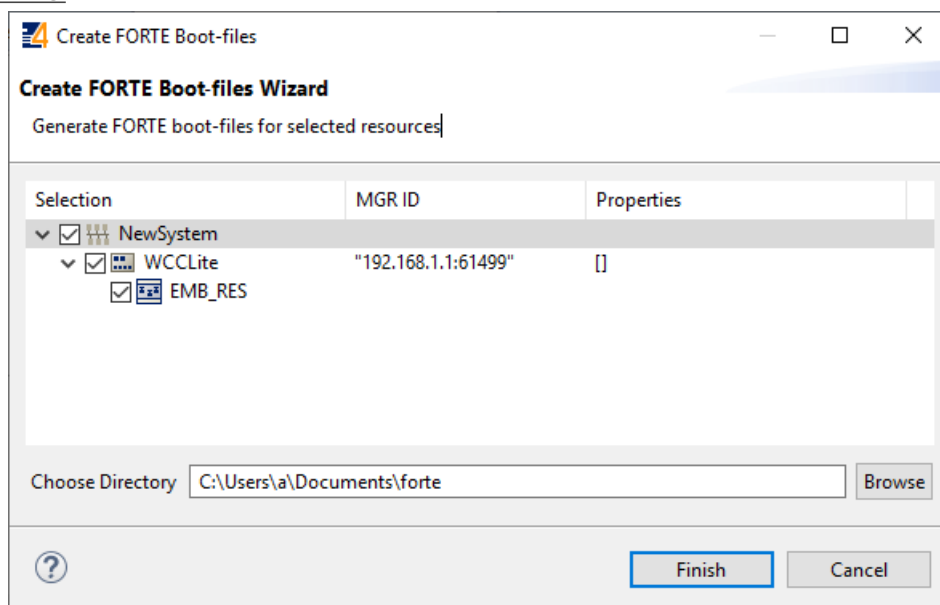 Create FORTE Boot-files
Create FORTE Boot-files Wizard
Generate FORTE boot-files for selected resources
Selection MGR ID Properties
NewSystem
WCCLite "192.168.1.1:61499" []
EMB_RES
Choose Directory C:\Users\a\Documents\forte Browse
? Finish Cancel